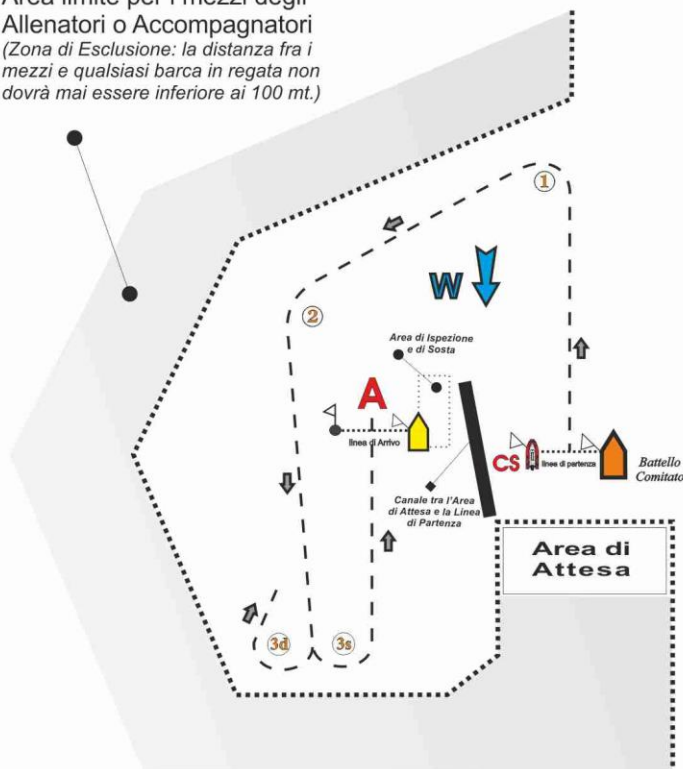 Area limite per i mezzi degli
Allenatori o Accompagnatori
(Zona di Esclusione: la distanza fra i
mezzi e qualsiasi barca in regata non
dovrà mai essere inferiore ai 100 mt.)
1
W
2
Area di Ispezione
e di Sosta
A
linea di Arrivo
CS
linea di partenza
Battello
Comitato
Canale tra l'Area
di Attesa e la Linea
di Partenza
Area di
Attesa
3d
3s